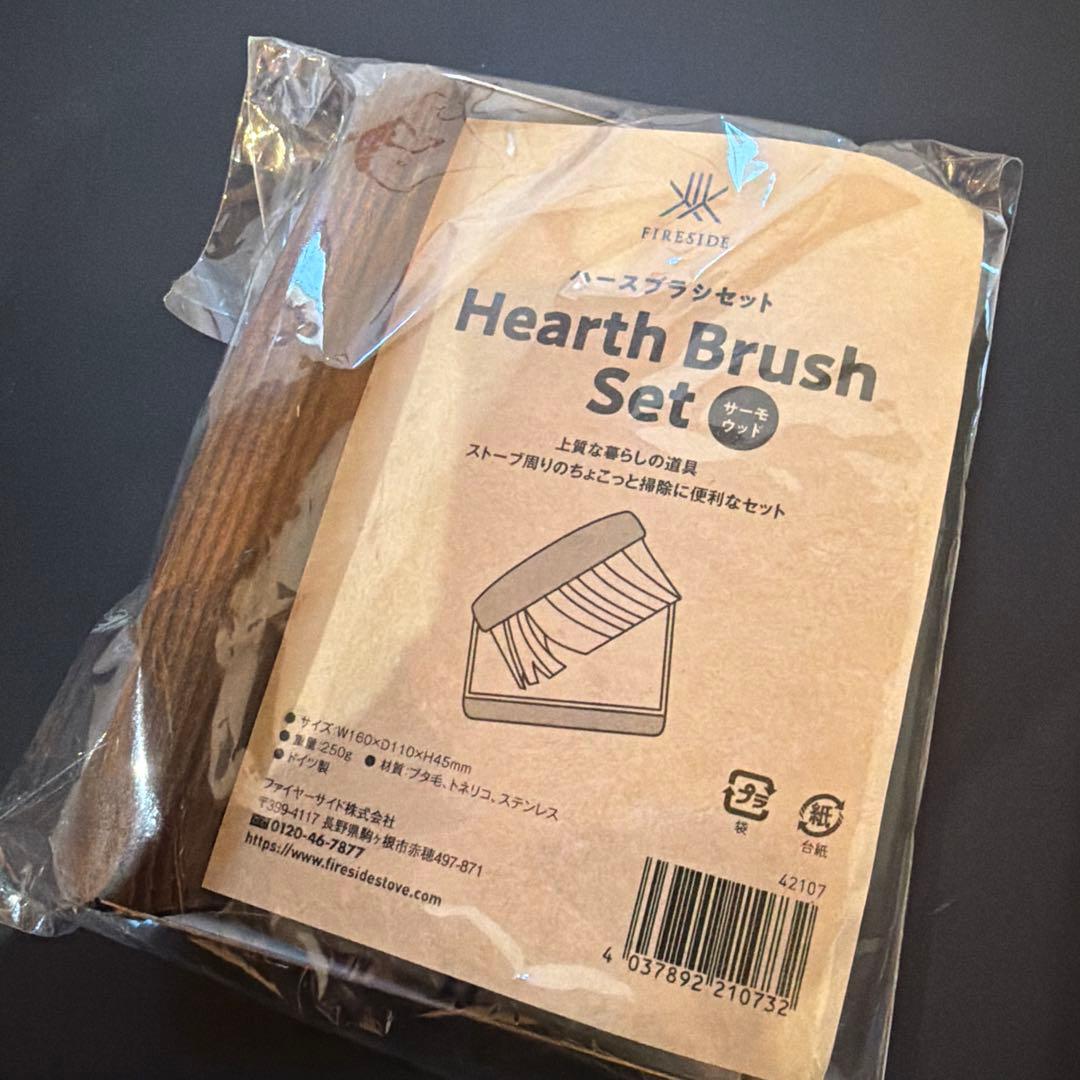 FIRESIDE
ハースブラシセット
Hearth Brush
Set サーモ
ウッド
上質な暮らしの道具
ストーブ周りのちょこっと掃除に便利なセット
●サイズ:W160×D110×H45mm
●重量:250g ●材質:ブタ毛、トネリコ、ステンレス
●ドイツ製
ファイヤーサイド株式会社
〒399-4117 長野県駒ヶ根市赤穂497-871
0120-46-7877
https://www.firesidestove.com
プラ
袋
紙
台紙
42107
4 037892 210732